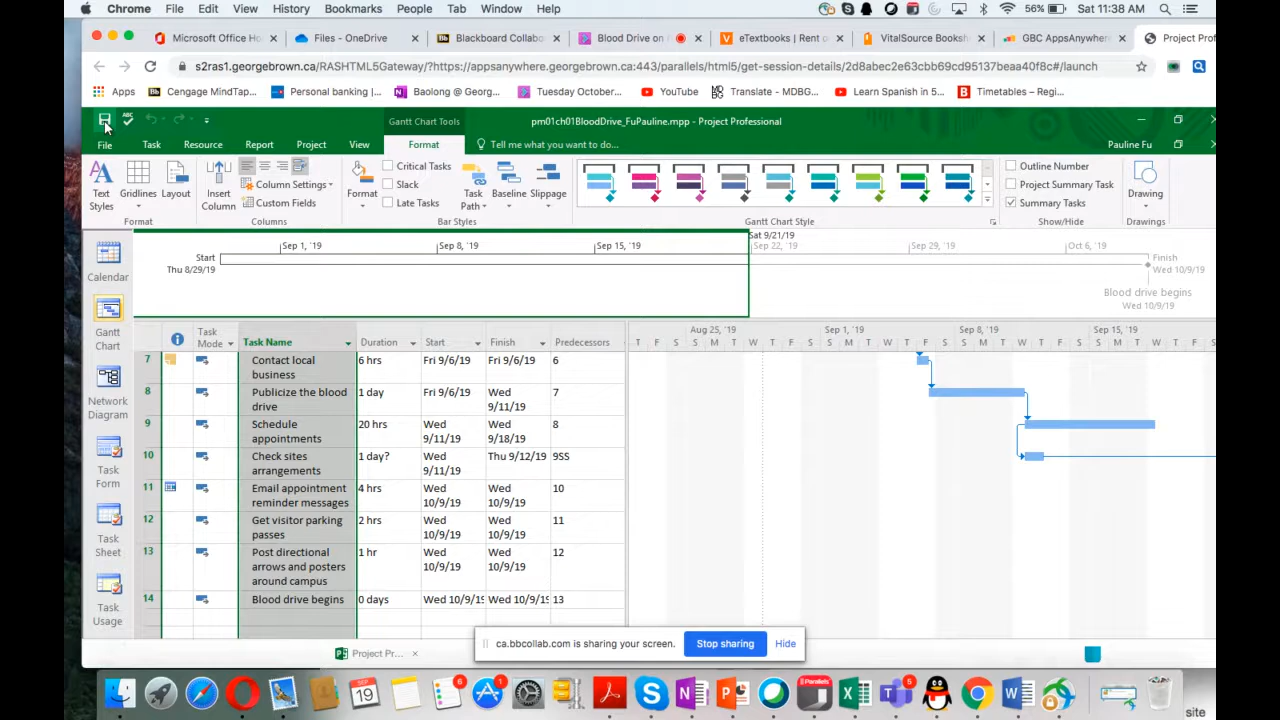 Chrome File Edit View History Bookmarks People Tab Window Help 56% Sat 11:38 AM
Microsoft Office Ho × Files - OneDrive × Blackboard Collabo × Blood Drive on × eTextbooks | Rent o × VitalSource Booksh × GBC AppsAnywhere × Project Prof
s2ras1.georgebrown.ca/RASHTML5Gateway/?https://appsanywhere.georgebrown.ca:443/parallels/html5/get-session-details/2d8abec2e63cbb69cd95137beaa40f8c#/launch
Apps Cengage MindTap... Personal banking |... Baolong @ Georg... Tuesday October... YouTube Translate - MDBG... Learn Spanish in 5... Timetables – Regi...
ABC Gantt Chart Tools pm01ch01BloodDrive_FuPauline.mpp - Project Professional
File Task Resource Report Project View Format Tell me what you want to do... Pauline Fu
Text Styles
Gridlines
Layout
Format
Insert Column
Column Settings
Custom Fields
Columns
Format
Critical Tasks
Slack
Late Tasks
Task Path
Baseline
Slippage
Bar Styles
Gantt Chart Style
Outline Number
Project Summary Task
Summary Tasks
Show/Hide
Drawing
Drawings
Sat 9/21/19
Sep 1, '19 Sep 8, '19 Sep 15, '19 Sep 22, '19 Sep 29, '19 Oct 6, '19
Start
Thu 8/29/19
Finish
Wed 10/9/19
Blood drive begins
Wed 10/9/19
Calendar
Gantt Chart
Network Diagram
Task Form
Task Sheet
Task Usage
Task Mode Task Name Duration Start Finish Predecessors
7 Contact local business 6 hrs Fri 9/6/19 Fri 9/6/19 6
8 Publicize the blood drive 1 day Fri 9/6/19 Wed 9/11/19 7
9 Schedule appointments 20 hrs Wed 9/11/19 Wed 9/18/19 8
10 Check sites arrangements 1 day? Wed 9/11/19 Thu 9/12/19 9SS
11 Email appointment reminder messages 4 hrs Wed 10/9/19 Wed 10/9/19 10
12 Get visitor parking passes 2 hrs Wed 10/9/19 Wed 10/9/19 11
13 Post directional arrows and posters around campus 1 hr Wed 10/9/19 Wed 10/9/19 12
14 Blood drive begins 0 days Wed 10/9/19 Wed 10/9/19 13
Aug 25, '19 Sep 1, '19 Sep 8, '19 Sep 15, '19
T F S S M T W T F S S M T W T F S S M T W T F S S M T W T F S
ca.bbcollab.com is sharing your screen. Stop sharing Hide
Project Pr... ×
SEP 19 6 1 5
site